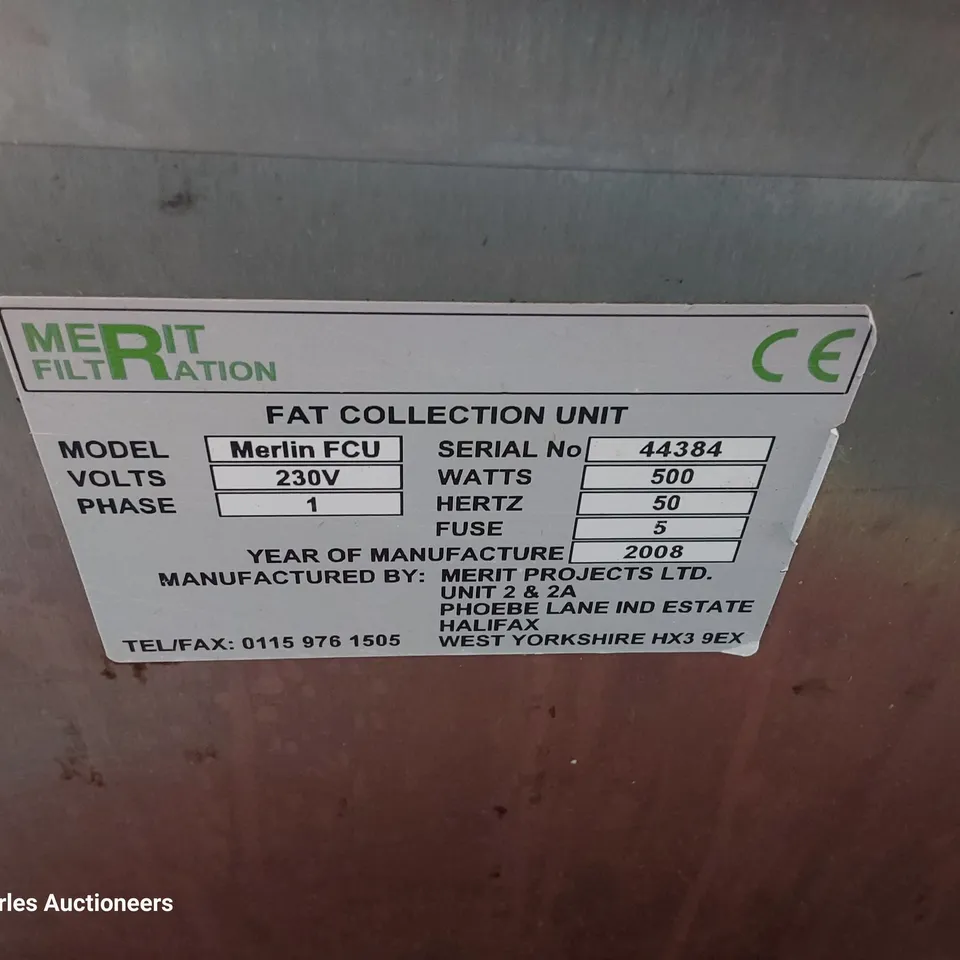 MERIT
FILTRATION
CE
FAT COLLECTION UNIT
MODEL Merlin FCU SERIAL No 44384
VOLTS 230V WATTS 500
PHASE 1 HERTZ 50
FUSE 5
YEAR OF MANUFACTURE 2008
MANUFACTURED BY: MERIT PROJECTS LTD.
UNIT 2 & 2A
PHOEBE LANE IND ESTATE
HALIFAX
TEL/FAX: 0115 976 1505 WEST YORKSHIRE HX3 9EX
rles Auctioneers